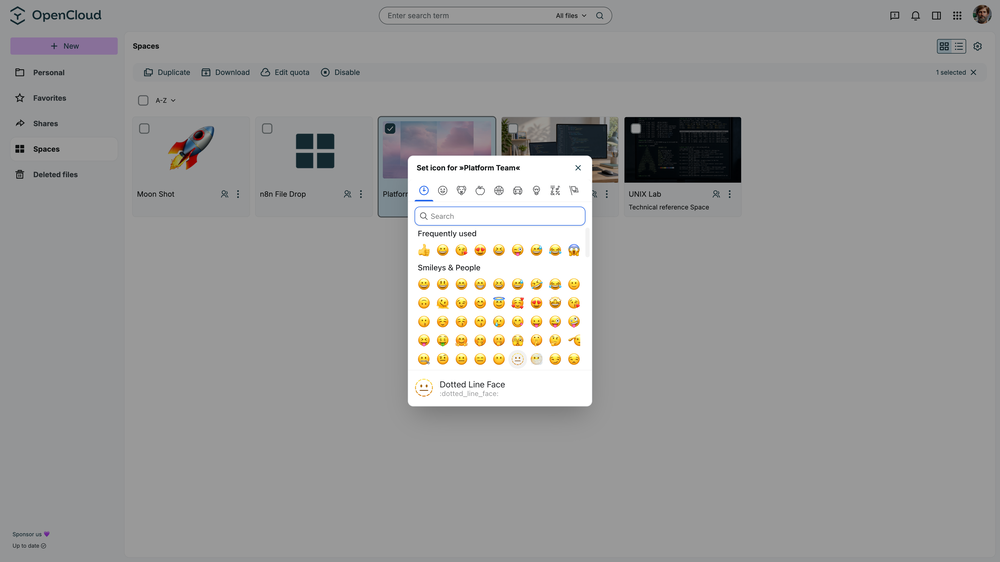 OpenCloud
Enter search term
All files
New
Personal
Favorites
Shares
Spaces
Deleted files
Sponsor us 💜
Up to date
Spaces
Duplicate
Download
Edit quota
Disable
1 selected
A-Z
Moon Shot
n8n File Drop
Platfor
UNIX Lab
Technical reference Space
Set icon for »Platform Team«
Search
Frequently used
Smileys & People
Dotted Line Face
:dotted_line_face: